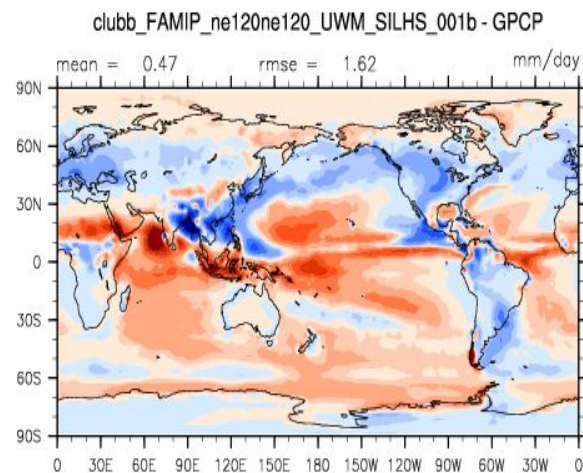 clubb_FAMIP_ne120ne120_UWM_SILHS_001b - GPCP
mean = 0.47 rmse = 1.62 mm/day
90N
60N
30N
0
30S
60S
90S
0 30E 60E 90E 120E 150E 180 150W 120W 90W 60W 30W 0